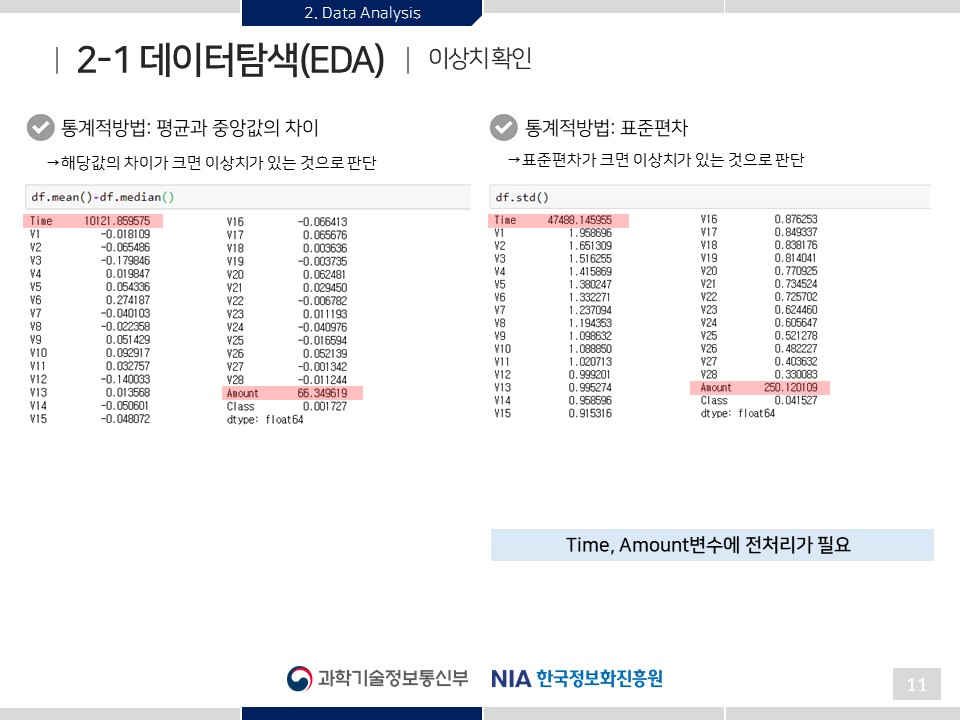 2. Data Analysis
2-1 데이터탐색(EDA)
이상치 확인
통계적방법: 평균과 중앙값의 차이
→해당값의 차이가 크면 이상치가 있는 것으로 판단
df.mean()-df.median()
Time 10121.859575
V1 -0.018109
V2 -0.065486
V3 -0.179846
V4 0.019847
V5 0.054336
V6 0.274187
V7 -0.040103
V8 -0.022358
V9 0.051429
V10 0.092917
V11 0.032757
V12 -0.140033
V13 0.013568
V14 -0.050601
V15 -0.048072
V16 -0.066413
V17 0.065676
V18 0.003636
V19 -0.003735
V20 0.062481
V21 0.029450
V22 -0.006782
V23 0.011193
V24 -0.040976
V25 -0.016594
V26 0.052139
V27 -0.001342
V28 -0.011244
Amount 66.349619
Class 0.001727
dtype: float64
통계적방법: 표준편차
→표준편차가 크면 이상치가 있는 것으로 판단
df.std()
Time 47488.145955
V1 1.958696
V2 1.651309
V3 1.516255
V4 1.415869
V5 1.380247
V6 1.332271
V7 1.237094
V8 1.194353
V9 1.098632
V10 1.088850
V11 1.020713
V12 0.999201
V13 0.995274
V14 0.958596
V15 0.915316
V16 0.876253
V17 0.849337
V18 0.838176
V19 0.814041
V20 0.770925
V21 0.734524
V22 0.725702
V23 0.624460
V24 0.605647
V25 0.521278
V26 0.482227
V27 0.403632
V28 0.330083
Amount 250.120109
Class 0.041527
dtype: float64
Time, Amount변수에 전처리가 필요
과학기술정보통신부
NIA 한국정보화진흥원
11